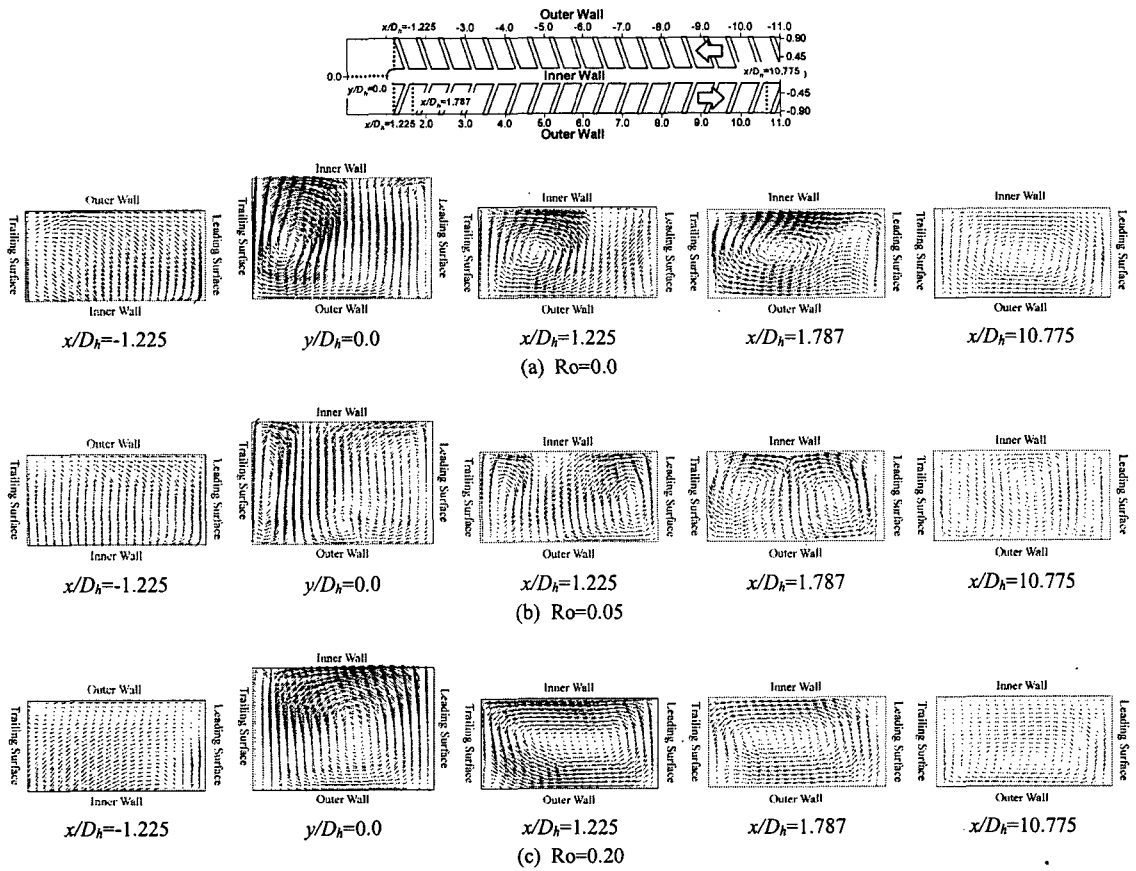 Outer Wall
x/Dh=-1.225 -3.0 -4.0 -5.0 -6.0 -7.0 -8.0 -9.0 -10.0 -11.0
0.90
0.45
0.0
Inner Wall
x/Dh=10.775
y/Dh=0.0
x/Dh=1.787
-0.45
-0.90
x/Dh=1.225 2.0 3.0 4.0 5.0 6.0 7.0 8.0 9.0 10.0 11.0
Outer Wall
Outer Wall
Trailing Surface
Leading Surface
Inner Wall
x/Dh=-1.225
Inner Wall
Trailing Surface
Leading Surface
Outer Wall
y/Dh=0.0
Inner Wall
Trailing Surface
Leading Surface
Outer Wall
x/Dh=1.225
Inner Wall
Trailing Surface
Leading Surface
Outer Wall
x/Dh=1.787
Inner Wall
Trailing Surface
Leading Surface
Outer Wall
x/Dh=10.775
(a) Ro=0.0
Outer Wall
Trailing Surface
Leading Surface
Inner Wall
x/Dh=-1.225
Inner Wall
Trailing Surface
Leading Surface
Outer Wall
y/Dh=0.0
Inner Wall
Trailing Surface
Leading Surface
Outer Wall
x/Dh=1.225
Inner Wall
Trailing Surface
Leading Surface
Outer Wall
x/Dh=1.787
Inner Wall
Trailing Surface
Leading Surface
Outer Wall
x/Dh=10.775
(b) Ro=0.05
Outer Wall
Trailing Surface
Leading Surface
Inner Wall
x/Dh=-1.225
Inner Wall
Trailing Surface
Leading Surface
Outer Wall
y/Dh=0.0
Inner Wall
Trailing Surface
Leading Surface
Outer Wall
x/Dh=1.225
Inner Wall
Trailing Surface
Leading Surface
Outer Wall
x/Dh=1.787
Inner Wall
Trailing Surface
Leading Surface
Outer Wall
x/Dh=10.775
(c) Ro=0.20